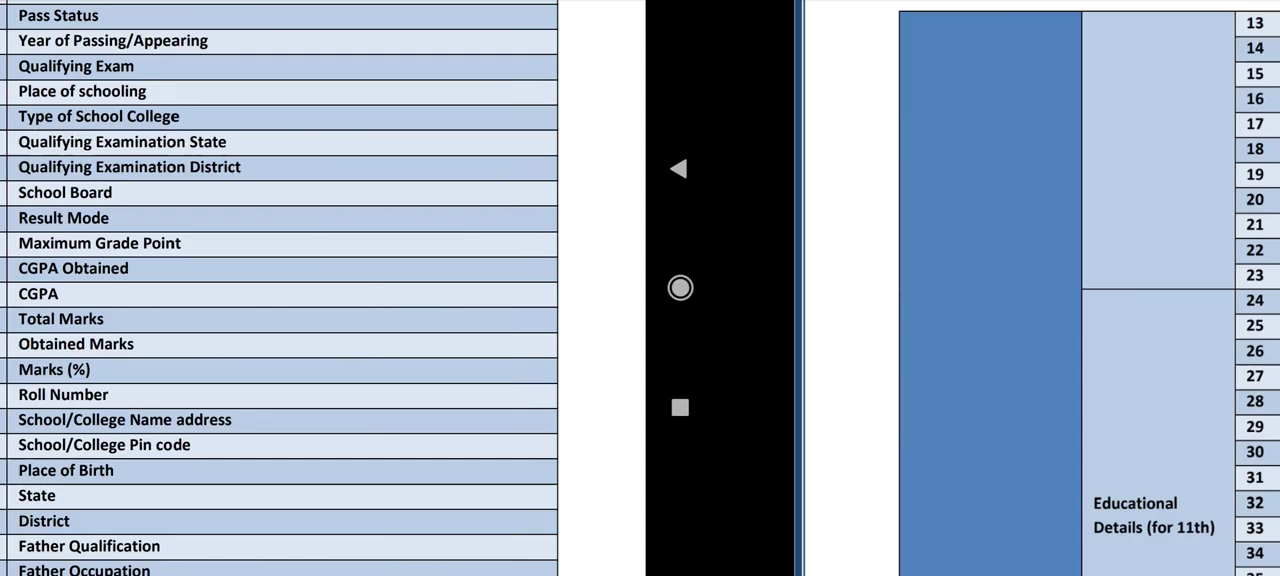 Pass Status
Year of Passing/Appearing
Qualifying Exam
Place of schooling
Type of School College
Qualifying Examination State
Qualifying Examination District
School Board
Result Mode
Maximum Grade Point
CGPA Obtained
CGPA
Total Marks
Obtained Marks
Marks (%)
Roll Number
School/College Name address
School/College Pin code
Place of Birth
State
District
Father Qualification
Father Occupation
Educational
Details (for 11th)
13
14
15
16
17
18
19
20
21
22
23
24
25
26
27
28
29
30
31
32
33
34